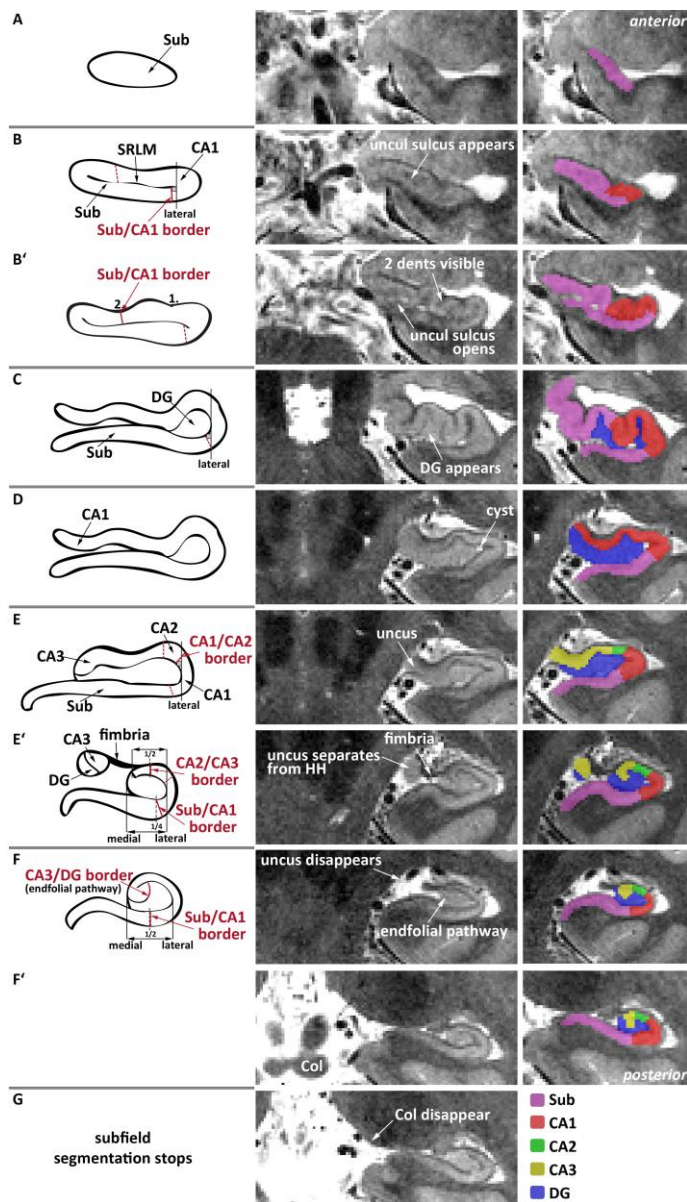 A
Sub
anterior
B
SRLM
CA1
Sub
lateral
Sub/CA1 border
uncul sulcus appears
B'
Sub/CA1 border
2.
1.
2 dents visible
uncul sulcus
opens
C
DG
Sub
lateral
DG appears
D
CA1
cyst
E
CA2
CA1/CA2
border
CA3
CA1
Sub
lateral
uncus
E'
fimbria
CA3
1/2
CA2/CA3
border
DG
Sub/CA1
border
1/4
medial
lateral
fimbria
uncus separates
from HH
F
CA3/DG border
(endfolial pathway)
Sub/CA1
border
medial
lateral
1/2
uncus disappears
endfolial pathway
F'
Col
posterior
G
subfield
segmentation stops
Col disappear
Sub
CA1
CA2
CA3
DG